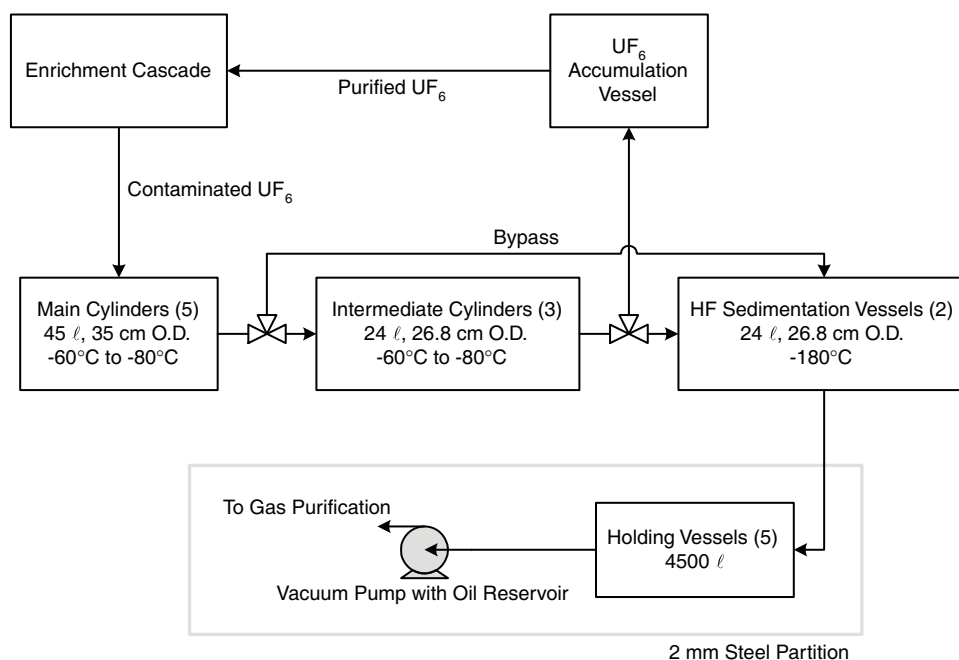 Enrichment Cascade
UF₆
Accumulation
Vessel
Purified UF₆
Contaminated UF₆
Bypass
Main Cylinders (5)
45 ℓ, 35 cm O.D.
-60°C to -80°C
Intermediate Cylinders (3)
24 ℓ, 26.8 cm O.D.
-60°C to -80°C
HF Sedimentation Vessels (2)
24 ℓ, 26.8 cm O.D.
-180°C
To Gas Purification
Holding Vessels (5)
4500 ℓ
Vacuum Pump with Oil Reservoir
2 mm Steel Partition